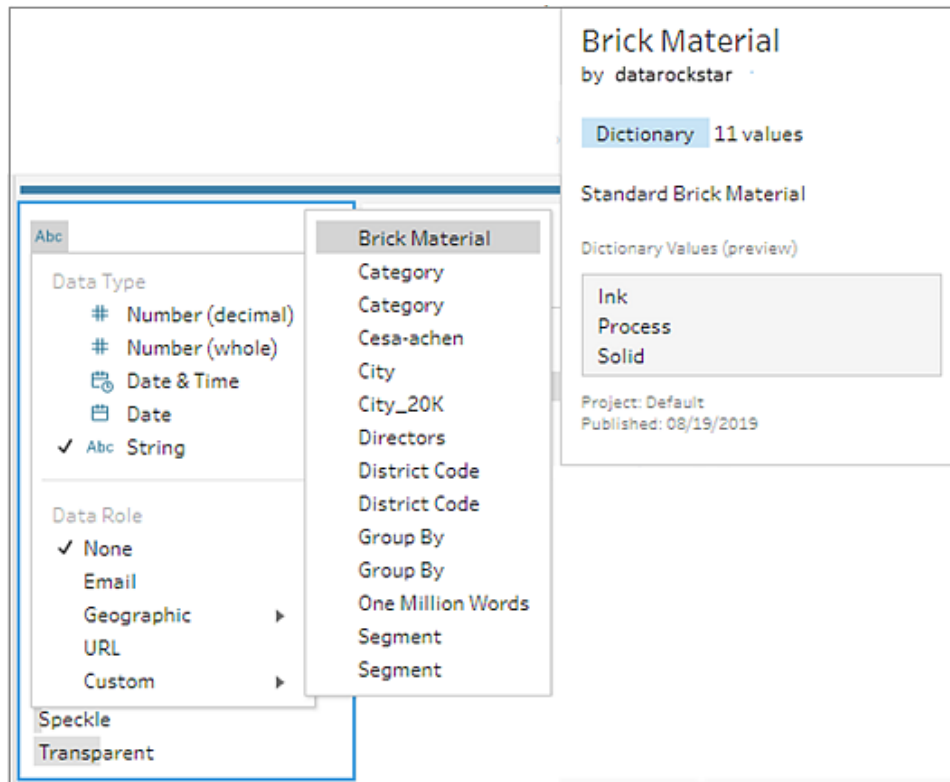 Brick Material
by datarockstar
Dictionary 11 values
Standard Brick Material
Dictionary Values (preview)
Ink
Process
Solid
Project: Default
Published: 08/19/2019
Abc
Data Type
Number (decimal)
Number (whole)
Date & Time
Date
Abc String
Data Role
None
Email
Geographic
URL
Custom
Speckle
Transparent
Brick Material
Category
Category
Cesa-achen
City
City_20K
Directors
District Code
District Code
Group By
Group By
One Million Words
Segment
Segment